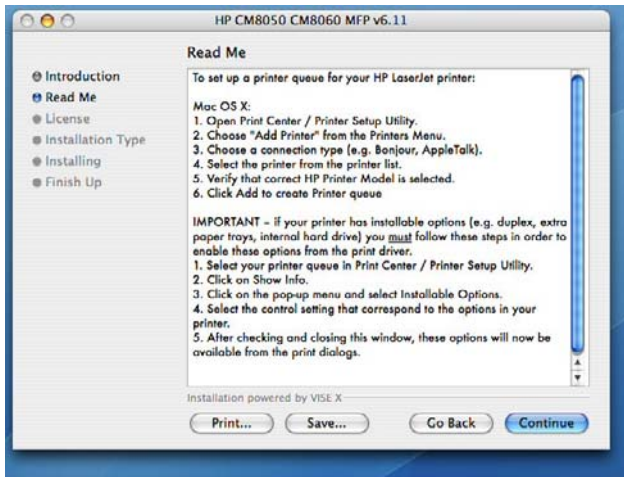 HP CM8050 CM8060 MFP v6.11
Read Me
Introduction
Read Me
License
Installation Type
Installing
Finish Up
To set up a printer queue for your HP LaserJet printer:
Mac OS X:
1. Open Print Center / Printer Setup Utility.
2. Choose "Add Printer" from the Printers Menu.
3. Choose a connection type (e.g. Bonjour, AppleTalk).
4. Select the printer from the printer list.
5. Verify that correct HP Printer Model is selected.
6. Click Add to create Printer queue
IMPORTANT – if your printer has installable options (e.g. duplex, extra
paper trays, internal hard drive) you must follow these steps in order to
enable these options from the print driver.
1. Select your printer queue in Print Center / Printer Setup Utility.
2. Click on Show Info.
3. Click on the pop-up menu and select Installable Options.
4. Select the control setting that correspond to the options in your
printer.
5. After checking and closing this window, these options will now be
available from the print dialogs.
Installation powered by VISE X
Print... Save... Go Back Continue